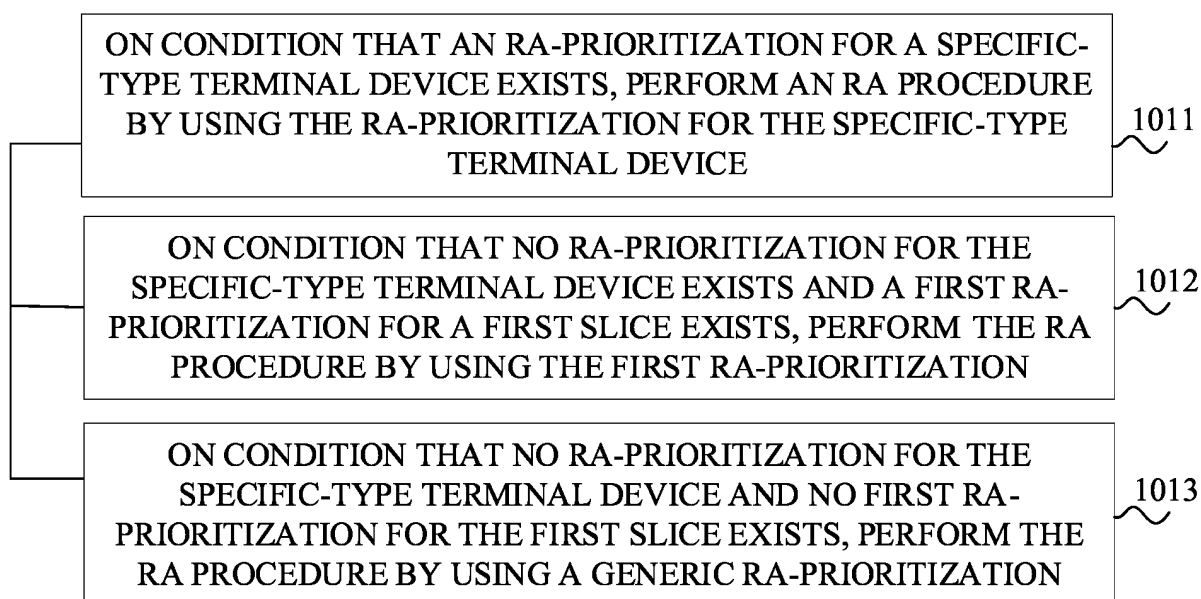 ON CONDITION THAT AN RA-PRIORITIZATION FOR A SPECIFIC-
TYPE TERMINAL DEVICE EXISTS, PERFORM AN RA PROCEDURE
BY USING THE RA-PRIORITIZATION FOR THE SPECIFIC-TYPE
TERMINAL DEVICE
1011
ON CONDITION THAT NO RA-PRIORITIZATION FOR THE
SPECIFIC-TYPE TERMINAL DEVICE EXISTS AND A FIRST RA-
PRIORITIZATION FOR A FIRST SLICE EXISTS, PERFORM THE RA
PROCEDURE BY USING THE FIRST RA-PRIORITIZATION
1012
ON CONDITION THAT NO RA-PRIORITIZATION FOR THE
SPECIFIC-TYPE TERMINAL DEVICE AND NO FIRST RA-
PRIORITIZATION FOR THE FIRST SLICE EXISTS, PERFORM THE
RA PROCEDURE BY USING A GENERIC RA-PRIORITIZATION
1013